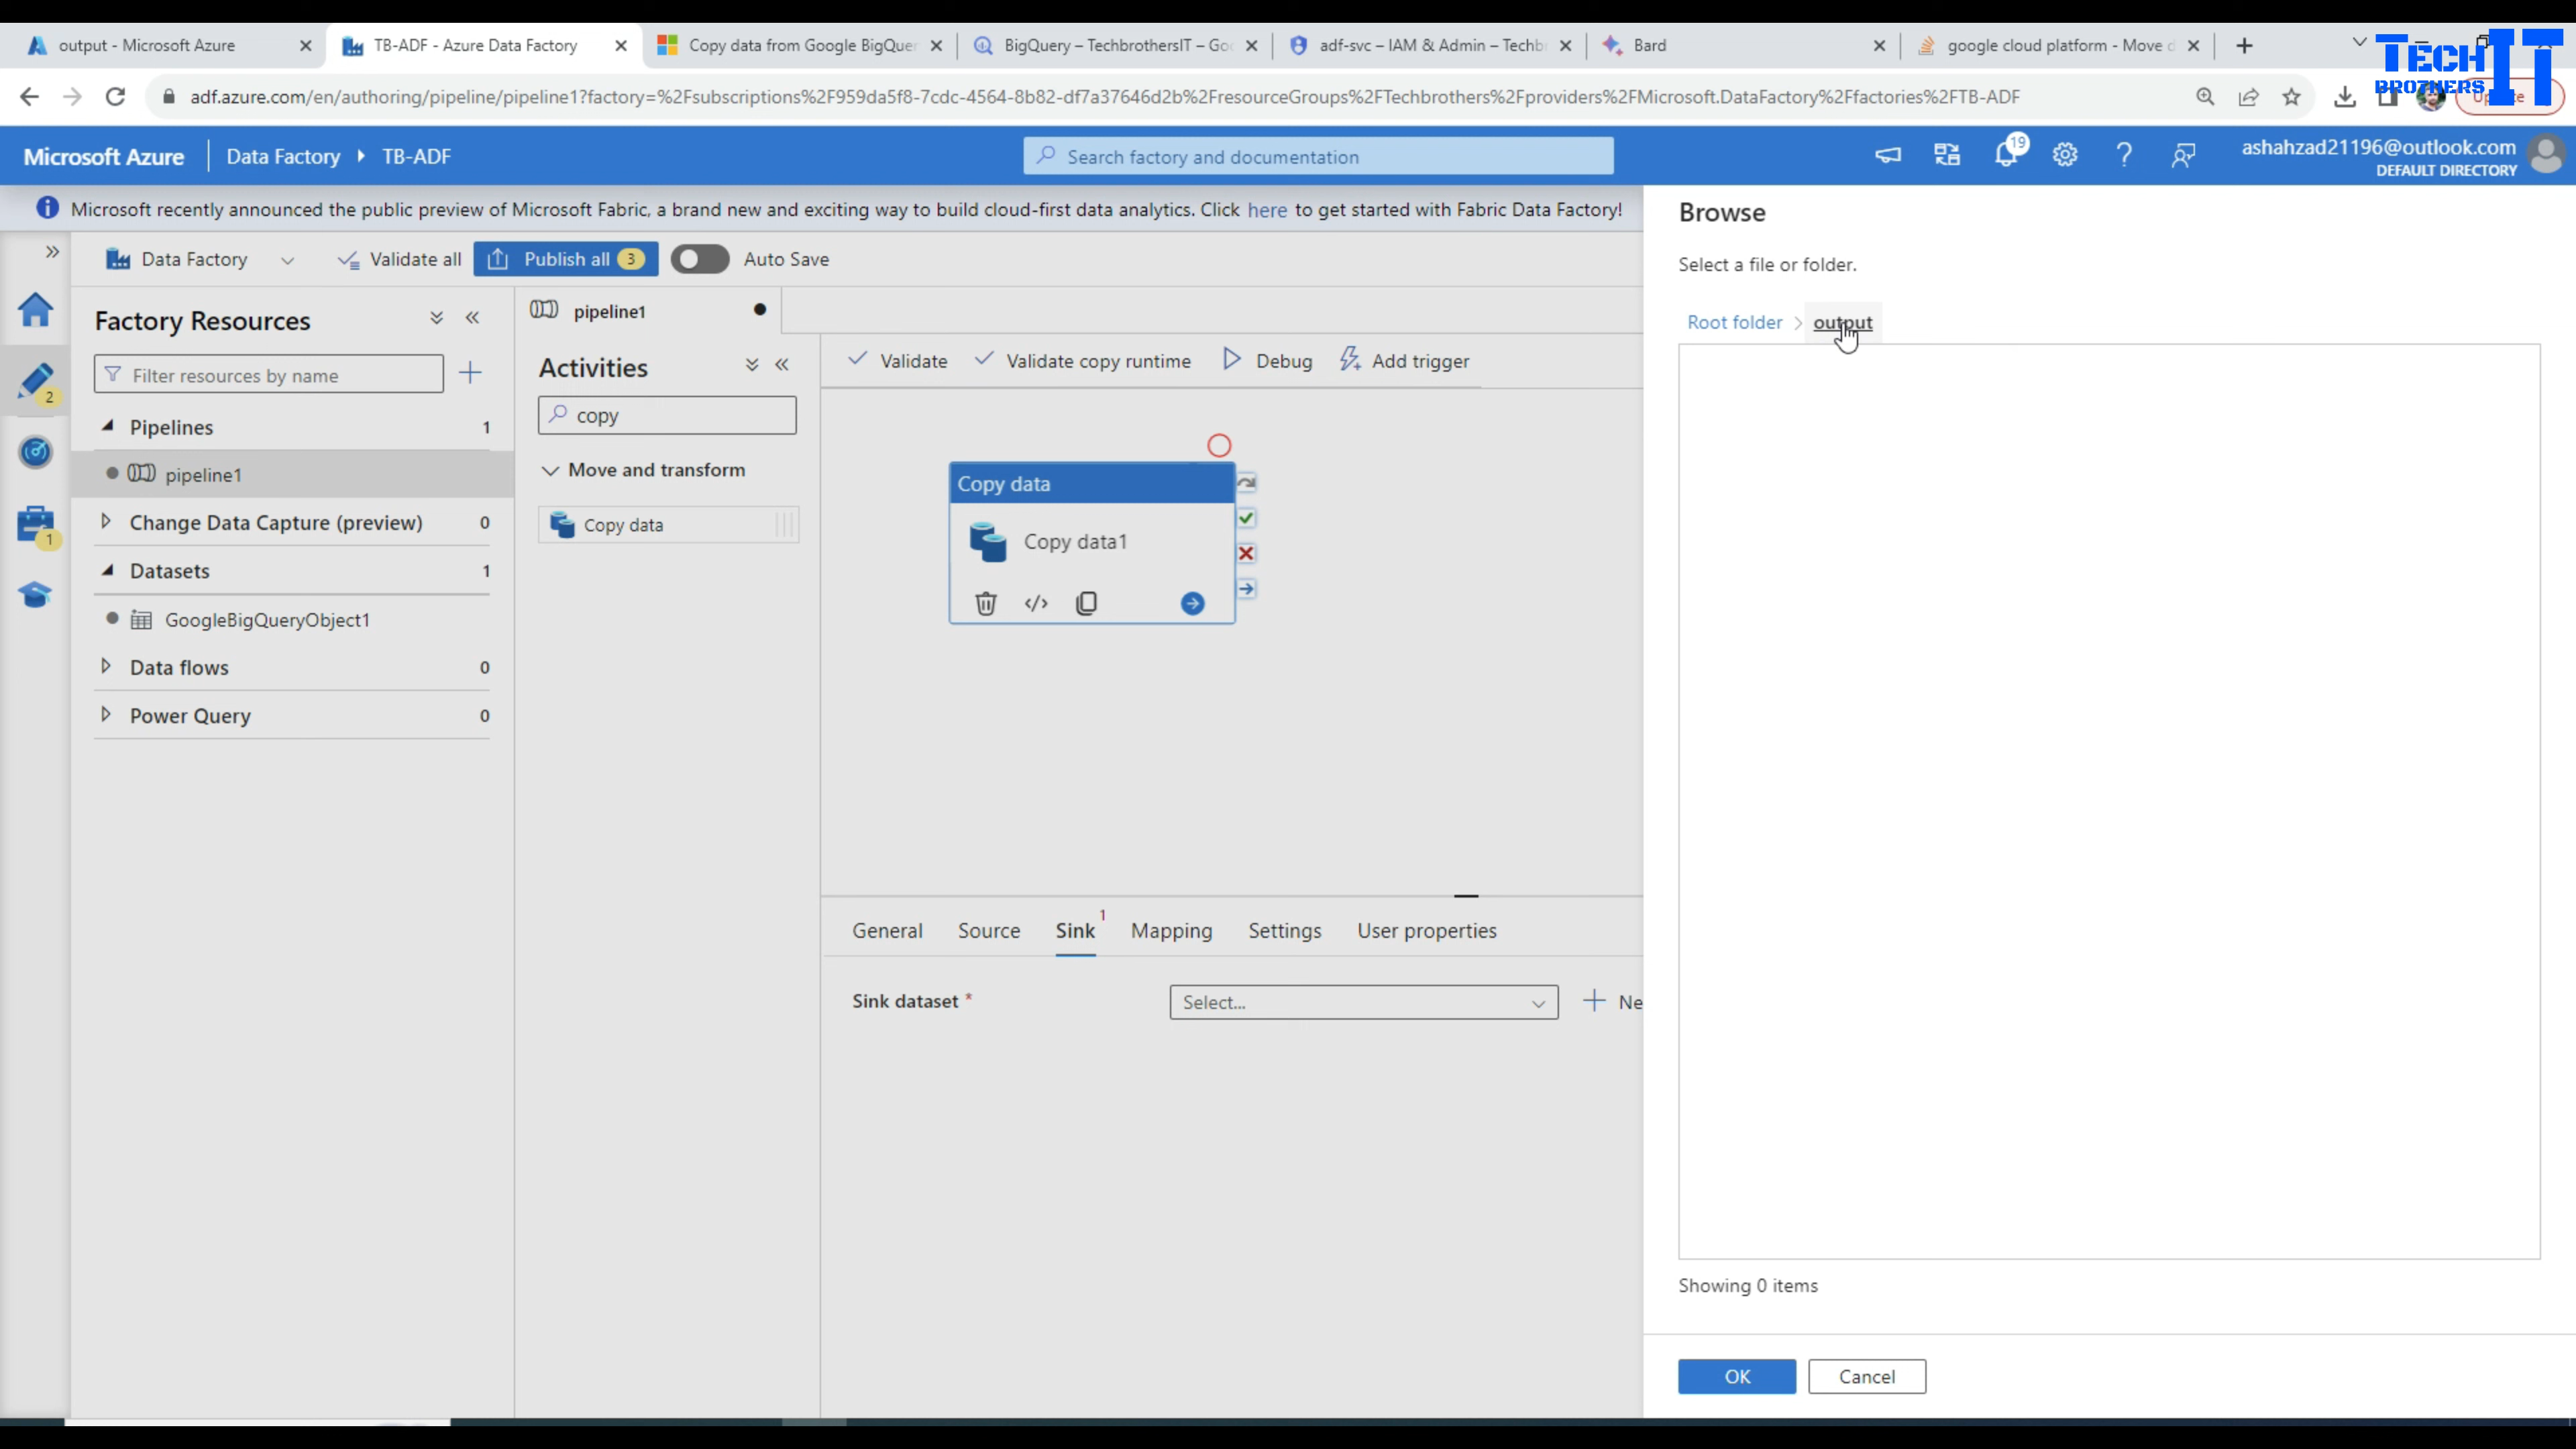 output - Microsoft Azure
TB-ADF - Azure Data Factory
Copy data from Google BigQuer
BigQuery – TechbrothersIT – Goo
adf-svc – IAM & Admin – Techbr
Bard
google cloud platform - Move d
TECH IT
BROTHERS
adf.azure.com/en/authoring/pipeline/pipeline1?factory=%2Fsubscriptions%2F959da5f8-7cdc-4564-8b82-df7a37646d2b%2FresourceGroups%2FTechbrothers%2Fproviders%2FMicrosoft.DataFactory%2Ffactories%2FTB-ADF
Microsoft Azure
Data Factory
TB-ADF
Search factory and documentation
19
ashahzad21196@outlook.com
DEFAULT DIRECTORY
Microsoft recently announced the public preview of Microsoft Fabric, a brand new and exciting way to build cloud-first data analytics. Click here to get started with Fabric Data Factory!
Data Factory
Validate all
Publish all 3
Auto Save
Factory Resources
Filter resources by name
2
1
Pipelines 1
pipeline1
Change Data Capture (preview) 0
Datasets 1
GoogleBigQueryObject1
Data flows 0
Power Query 0
pipeline1
Activities
copy
Move and transform
Copy data
Validate
Validate copy runtime
Debug
Add trigger
Copy data
Copy data1
General
Source
Sink 1
Mapping
Settings
User properties
Sink dataset *
Select...
Ne
Browse
Select a file or folder.
Root folder > output
Showing 0 items
OK
Cancel